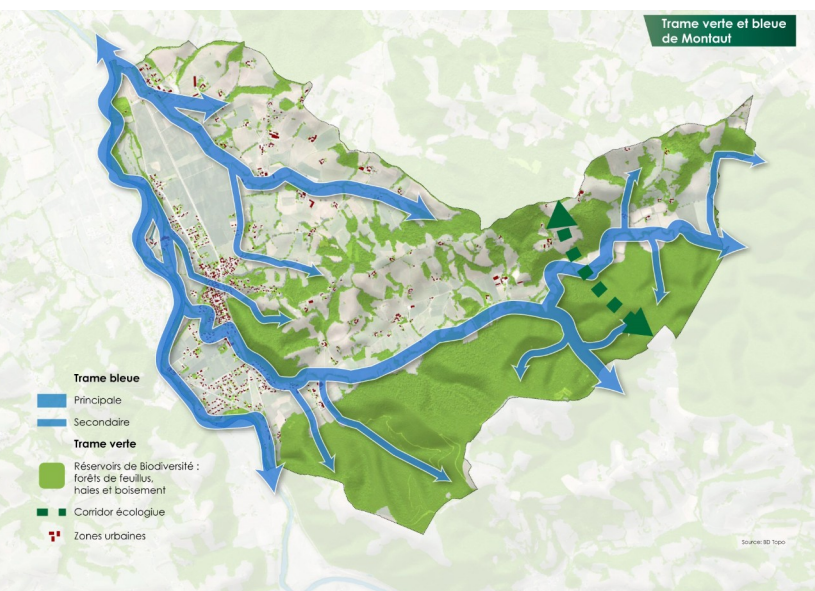 Trame verte et bleue
de Montaut
Trame bleue
Principale
Secondaire
Trame verte
Réservoirs de Biodiversité :
forêts de feuillus,
haies et boisement
Corridor écologiue
Zones urbaines
Source: BD Topo